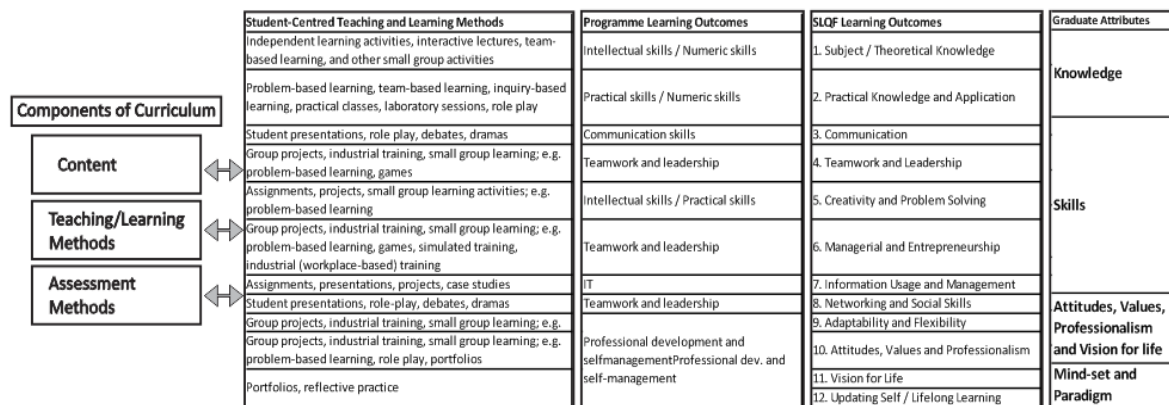 Components of Curriculum
Content
Teaching/Learning
Methods
Assessment
Methods
Student-Centred Teaching and Learning Methods
Independent learning activities, interactive lectures, team-
based learning, and other small group activities
Problem-based learning, team-based learning, inquiry-based
learning, practical classes, laboratory sessions, role play
Student presentations, role play, debates, dramas
Group projects, industrial training, small group learning; e.g.
problem-based learning, games
Assignments, projects, small group learning activities; e.g.
problem-based learning
Group projects, industrial training, small group learning; e.g.
problem-based learning, games, simulated training,
industrial (workplace-based) training
Assignments, presentations, projects, case studies
Student presentations, role-play, debates, dramas
Group projects, industrial training, small group learning; e.g.
Group projects, industrial training, small group learning; e.g.
problem-based learning, role play, portfolios
Portfolios, reflective practice
Programme Learning Outcomes
Intellectual skills / Numeric skills
Practical skills / Numeric skills
Communication skills
Teamwork and leadership
Intellectual skills / Practical skills
Teamwork and leadership
IT
Teamwork and leadership
Professional development and
selfmanagementProfessional dev. and
self-management
SLQF Learning Outcomes
1. Subject / Theoretical Knowledge
2. Practical Knowledge and Application
3. Communication
4. Teamwork and Leadership
5. Creativity and Problem Solving
6. Managerial and Entrepreneurship
7. Information Usage and Management
8. Networking and Social Skills
9. Adaptability and Flexibility
10. Attitudes, Values and Professionalism
11. Vision for Life
12. Updating Self / Lifelong Learning
Graduate Attributes
Knowledge
Skills
Attitudes, Values,
Professionalism
and Vision for life
Mind-set and
Paradigm